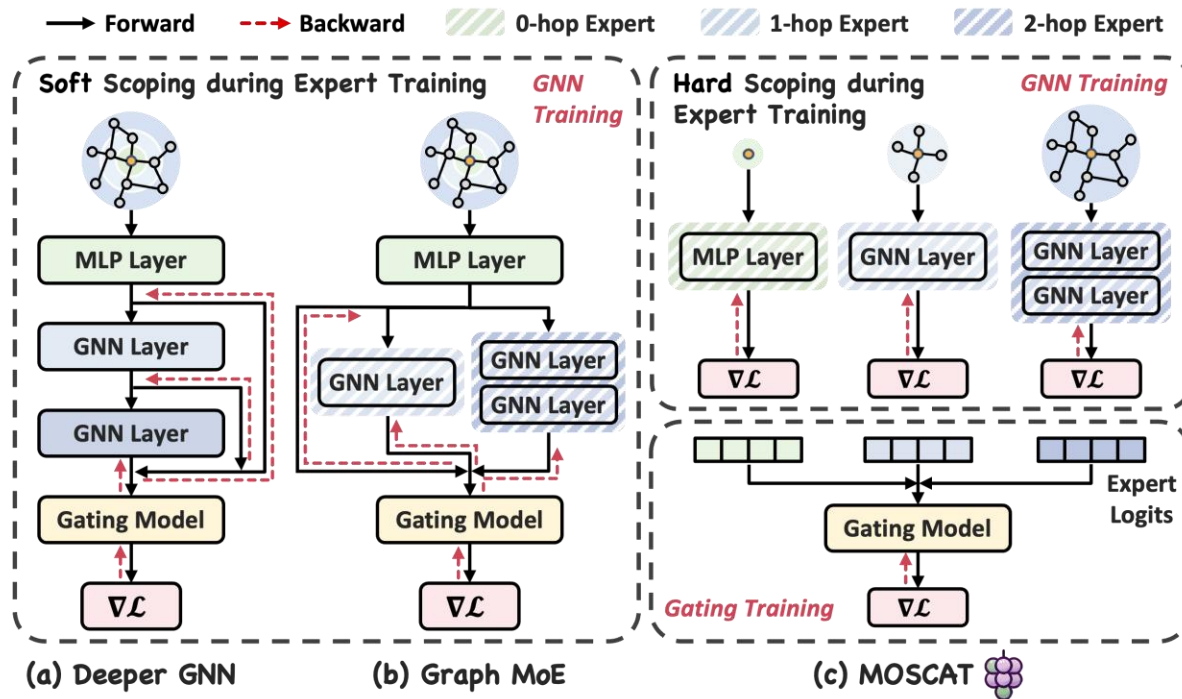 Forward
Backward
0-hop Expert
1-hop Expert
2-hop Expert
Soft Scoping during Expert Training
GNN
Training
MLP Layer
GNN Layer
GNN Layer
Gating Model
∇ℒ
MLP Layer
GNN Layer
GNN Layer
GNN Layer
Gating Model
∇ℒ
Hard Scoping during
Expert Training
GNN Training
MLP Layer
GNN Layer
GNN Layer
GNN Layer
∇ℒ
∇ℒ
∇ℒ
Expert
Logits
Gating Model
∇ℒ
Gating Training
(a) Deeper GNN
(b) Graph MoE
(c) MOSCAT